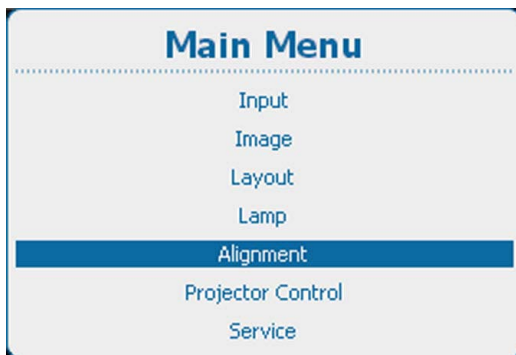 Main Menu
Input
Image
Layout
Lamp
Alignment
Projector Control
Service